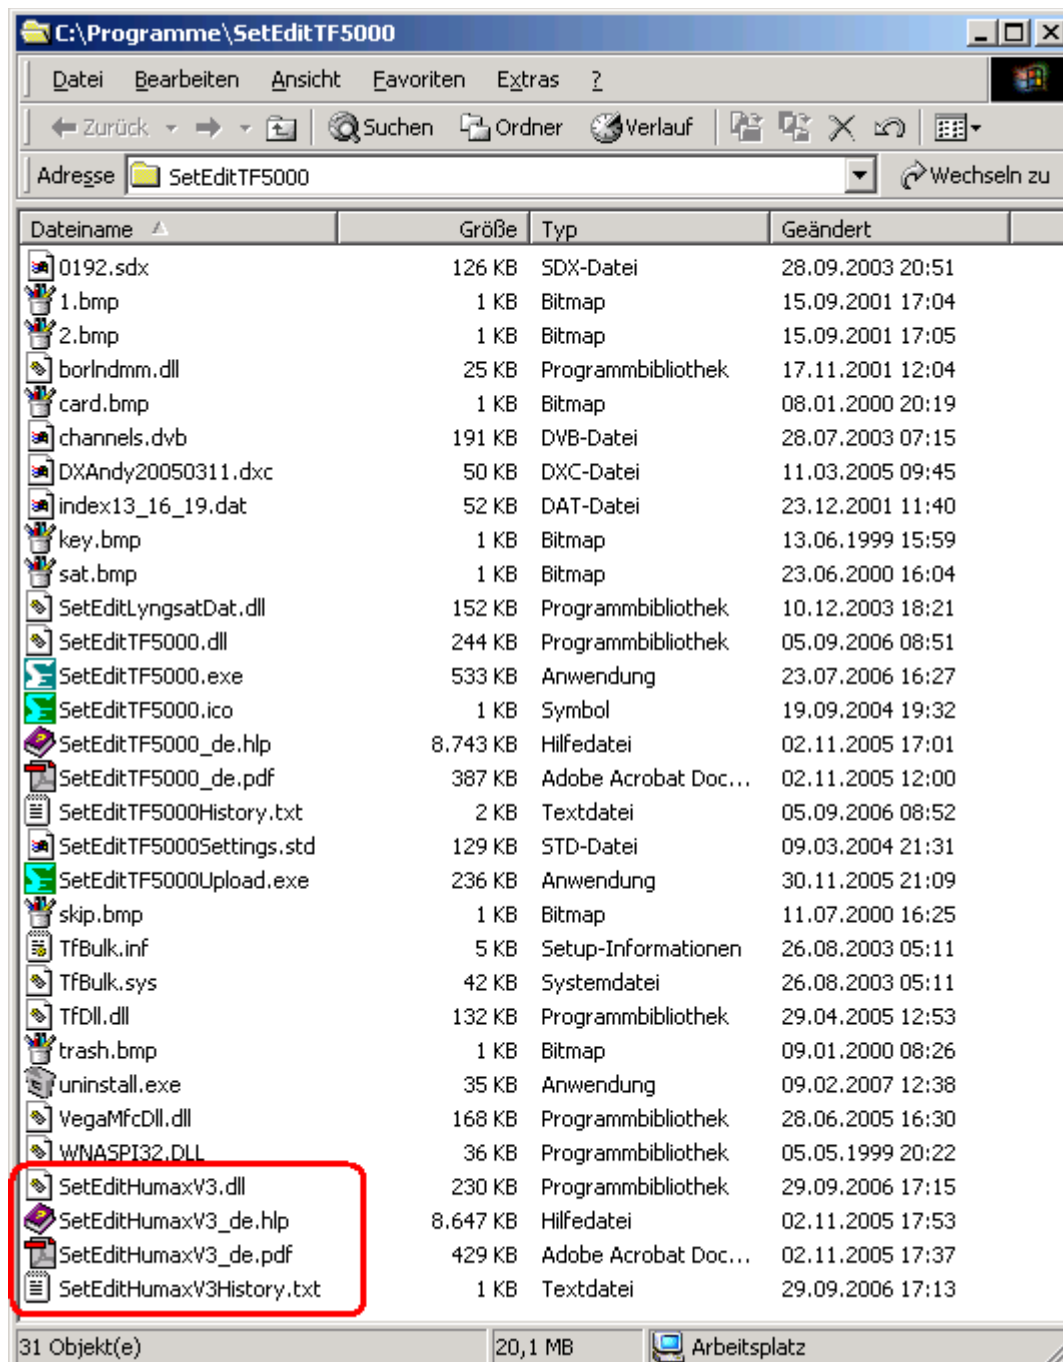 C:\Programme\SetEditTF5000
Datei Bearbeiten Ansicht Favoriten Extras ?
Zurück Suchen Ordner Verlauf
Adresse SetEditTF5000 Wechseln zu
Dateiname Größe Typ Geändert
0192.sdx 126 KB SDX-Datei 28.09.2003 20:51
1.bmp 1 KB Bitmap 15.09.2001 17:04
2.bmp 1 KB Bitmap 15.09.2001 17:05
borlndmm.dll 25 KB Programmbibliothek 17.11.2001 12:04
card.bmp 1 KB Bitmap 08.01.2000 20:19
channels.dvb 191 KB DVB-Datei 28.07.2003 07:15
DXAndy20050311.dxc 50 KB DXC-Datei 11.03.2005 09:45
index13_16_19.dat 52 KB DAT-Datei 23.12.2001 11:40
key.bmp 1 KB Bitmap 13.06.1999 15:59
sat.bmp 1 KB Bitmap 23.06.2000 16:04
SetEditLyngsatDat.dll 152 KB Programmbibliothek 10.12.2003 18:21
SetEditTF5000.dll 244 KB Programmbibliothek 05.09.2006 08:51
SetEditTF5000.exe 533 KB Anwendung 23.07.2006 16:27
SetEditTF5000.ico 1 KB Symbol 19.09.2004 19:32
SetEditTF5000_de.hlp 8.743 KB Hilfedatei 02.11.2005 17:01
SetEditTF5000_de.pdf 387 KB Adobe Acrobat Doc... 02.11.2005 12:00
SetEditTF5000History.txt 2 KB Textdatei 05.09.2006 08:52
SetEditTF5000Settings.std 129 KB STD-Datei 09.03.2004 21:31
SetEditTF5000Upload.exe 236 KB Anwendung 30.11.2005 21:09
skip.bmp 1 KB Bitmap 11.07.2000 16:25
TfBulk.inf 5 KB Setup-Informationen 26.08.2003 05:11
TfBulk.sys 42 KB Systemdatei 26.08.2003 05:11
TfDll.dll 132 KB Programmbibliothek 29.04.2005 12:53
trash.bmp 1 KB Bitmap 09.01.2000 08:26
uninstall.exe 35 KB Anwendung 09.02.2007 12:38
VegaMfcDll.dll 168 KB Programmbibliothek 28.06.2005 16:30
WNASPI32.DLL 36 KB Programmbibliothek 05.05.1999 20:22
SetEditHumaxV3.dll 230 KB Programmbibliothek 29.09.2006 17:15
SetEditHumaxV3_de.hlp 8.647 KB Hilfedatei 02.11.2005 17:53
SetEditHumaxV3_de.pdf 429 KB Adobe Acrobat Doc... 02.11.2005 17:37
SetEditHumaxV3History.txt 1 KB Textdatei 29.09.2006 17:13
31 Objekt(e) 20,1 MB Arbeitsplatz